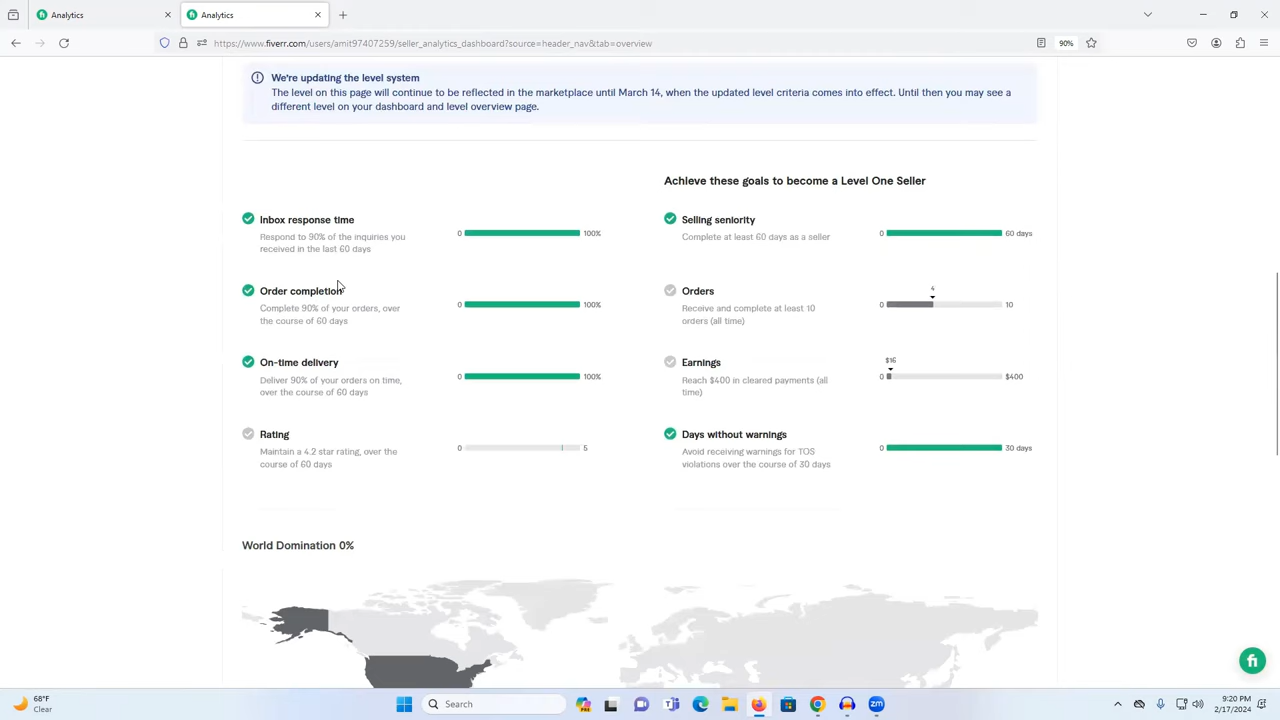 Analytics
Analytics
https://www.fiverr.com/users/amit97407259/seller_analytics_dashboard?source=header_nav&tab=overview
90%
We're updating the level system
The level on this page will continue to be reflected in the marketplace until March 14, when the updated level criteria comes into effect. Until then you may see a
different level on your dashboard and level overview page.
Achieve these goals to become a Level One Seller
Inbox response time
Respond to 90% of the inquiries you
received in the last 60 days
0
100%
Selling seniority
Complete at least 60 days as a seller
0
60 days
Order completion
Complete 90% of your orders, over
the course of 60 days
0
100%
Orders
Receive and complete at least 10
orders (all time)
4
0
10
On-time delivery
Deliver 90% of your orders on time,
over the course of 60 days
0
100%
Earnings
Reach $400 in cleared payments (all
time)
$16
0
$400
Rating
Maintain a 4.2 star rating, over the
course of 60 days
0
5
Days without warnings
Avoid receiving warnings for TOS
violations over the course of 30 days
0
30 days
World Domination 0%
fi
68°F
Clear
Search
zm
9:20 PM
2/17/2024